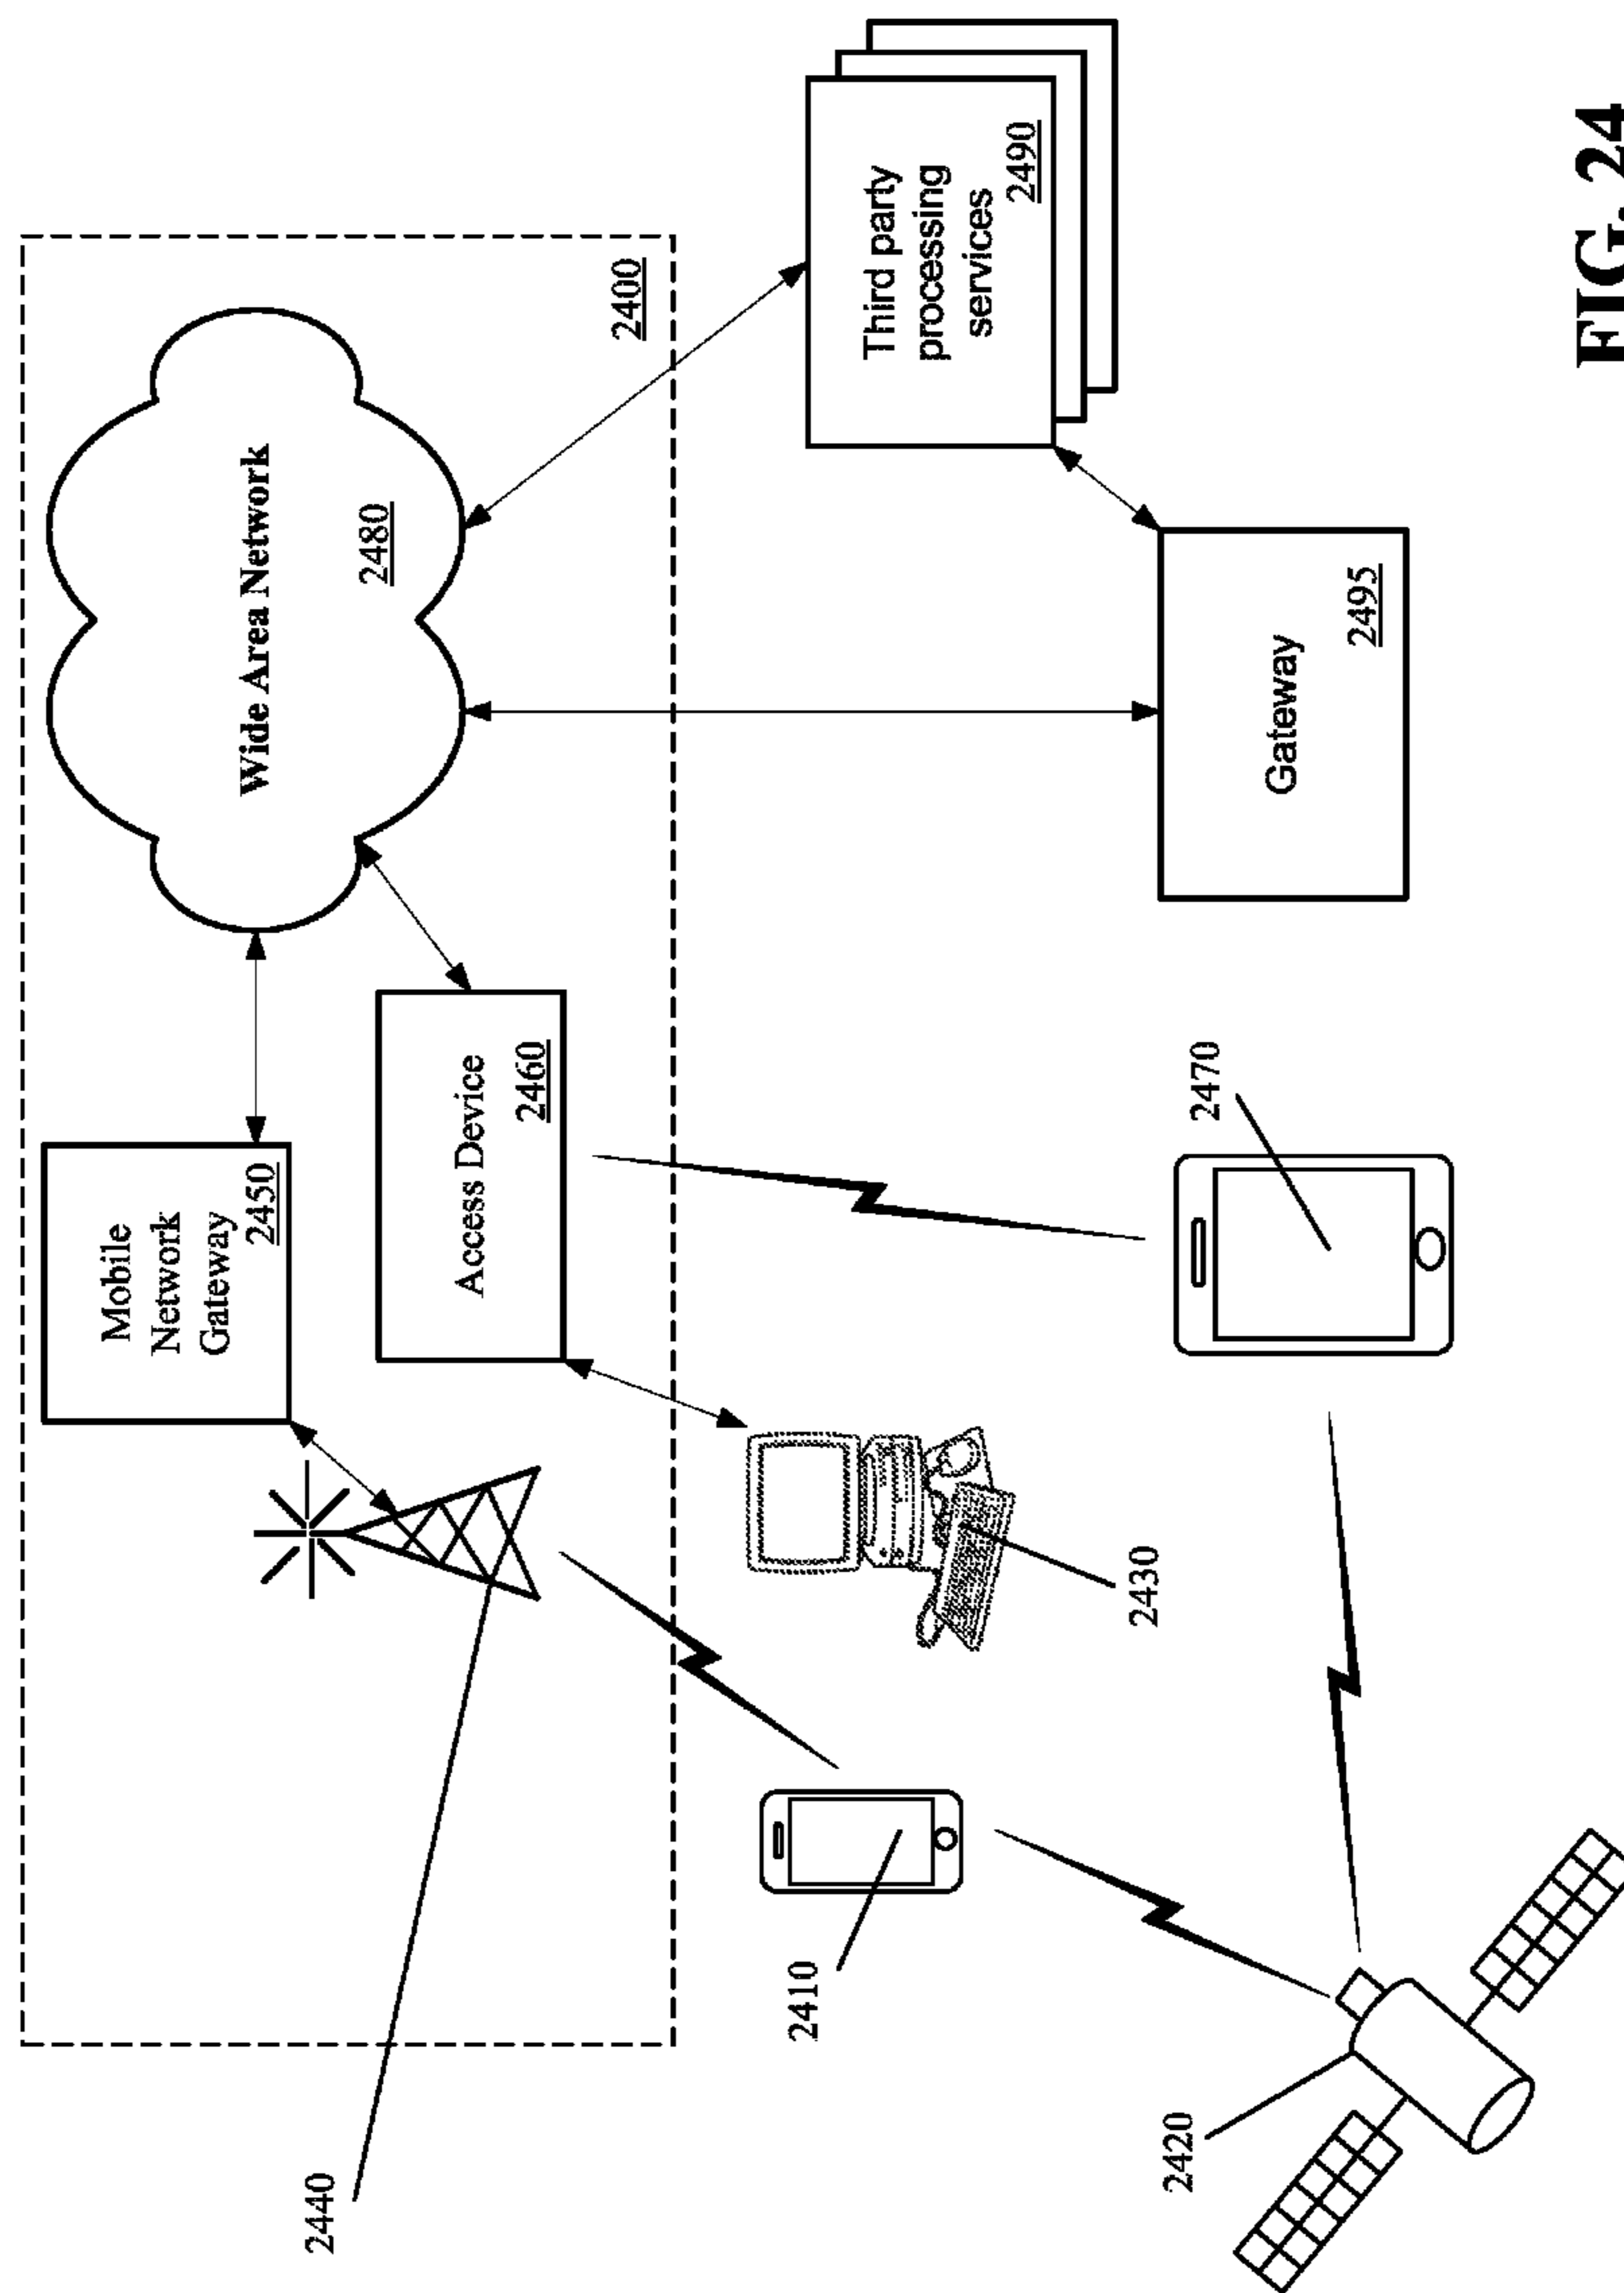 2440
Mobile
Network
Gateway
2450
Wide Area Network
2480
Access Device
2460
2400
2410
2430
Third party
processing
services
2490
2420
2470
Gateway
2495
FIG. 24